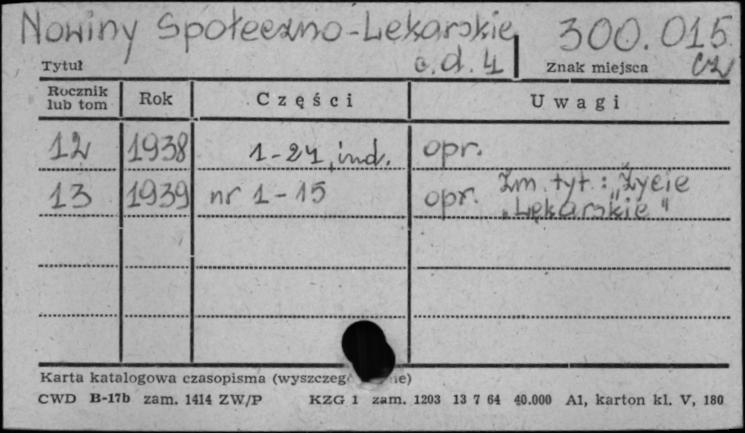 Nowiny Społeczno-Lekarskie 300.015
Tytuł c.d.4 Znak miejsca cz
Rocznik lub tom Rok Części Uwagi
12 1938 1-24, ind. opr.
13 1939 nr 1-15 opr. Zm. tyt.: "Życie
"Lekarskie"
Karta katalogowa czasopisma
CWD B-17b zam. 1414 ZW/P KZG 1 zam. 1203 13 7 64 40.000 A1, karton kl. V, 180